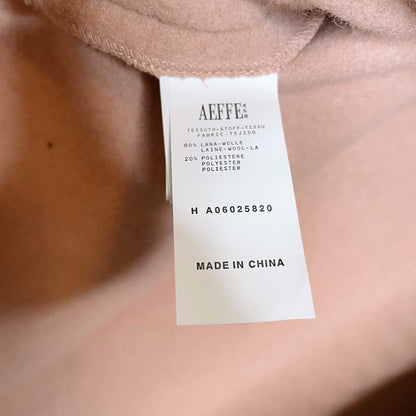 AEFFE SPA
TESSUTO-STOFF-TISSU
FABRIC-TEJIDO
80% LANA-WOLLE
LAINE-WOOL-LA
20% POLIESTERE
POLYESTER
POLIESTER
H A06025820
MADE IN CHINA